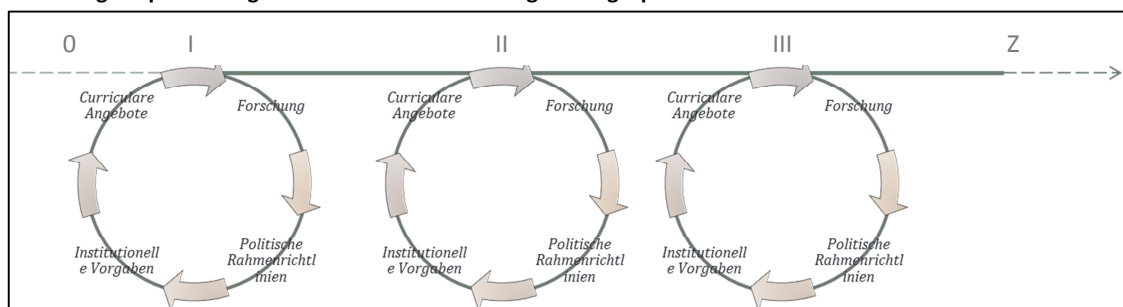 0
I
II
III
Z
Curriculare
Angebote
Forschung
Institutionell
e Vorgaben
Politische
Rahmenrichtl
inien
Curriculare
Angebote
Forschung
Institutionell
e Vorgaben
Politische
Rahmenrichtl
inien
Curriculare
Angebote
Forschung
Institutionell
e Vorgaben
Politische
Rahmenrichtl
inien